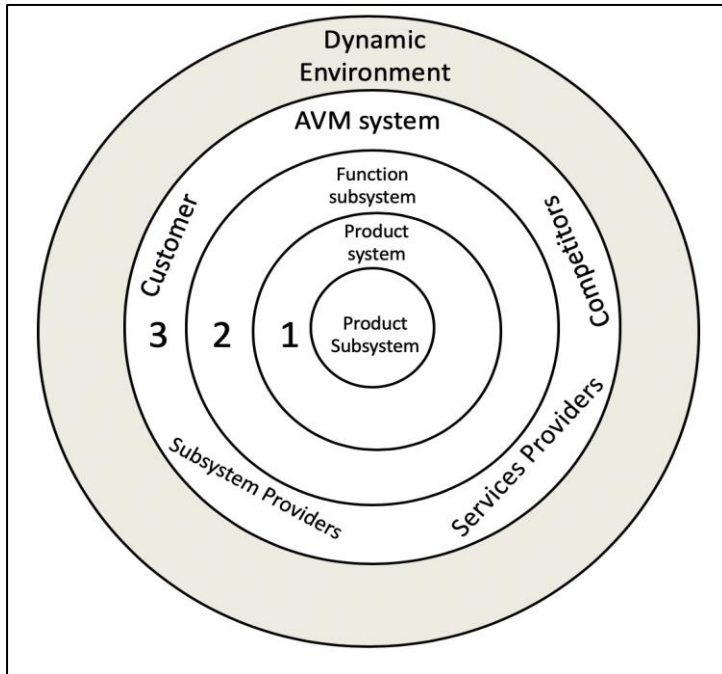 Dynamic
Environment
AVM system
Function
subsystem
Customer
Competitors
Product
system
3
2
1
Product
Subsystem
Subsystem Providers
Services Providers